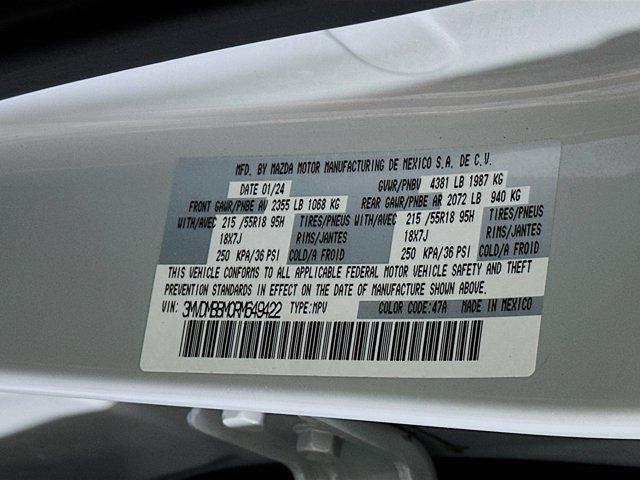 MFD. BY MAZDA MOTOR MANUFACTURING DE MEXICO S.A. DE C.V.
DATE 01/24 GVWR/PNBV 4381 LB 1987 KG
FRONT GAWR/PNBE AV 2355 LB 1068 KG REAR GAWR/PNBE AR 2072 LB 940 KG
WITH/AVEC 215 /55R18 95H TIRES/PNEUS WITH/AVEC 215 /55R18 95H TIRES/PNEUS
18X7J RIMS/JANTES 18X7J RIMS/JANTES
250 KPA/36 PSI COLD/A FROID 250 KPA/36 PSI COLD/A FROID
THIS VEHICLE CONFORMS TO ALL APPLICABLE FEDERAL MOTOR VEHICLE SAFETY AND THEFT
PREVENTION STANDARDS IN EFFECT ON THE DATE OF MANUFACTURE SHOWN ABOVE.
VIN: 3MVDMBBM0RM649422 TYPE:MPV COLOR CODE:47A MADE IN MEXICO